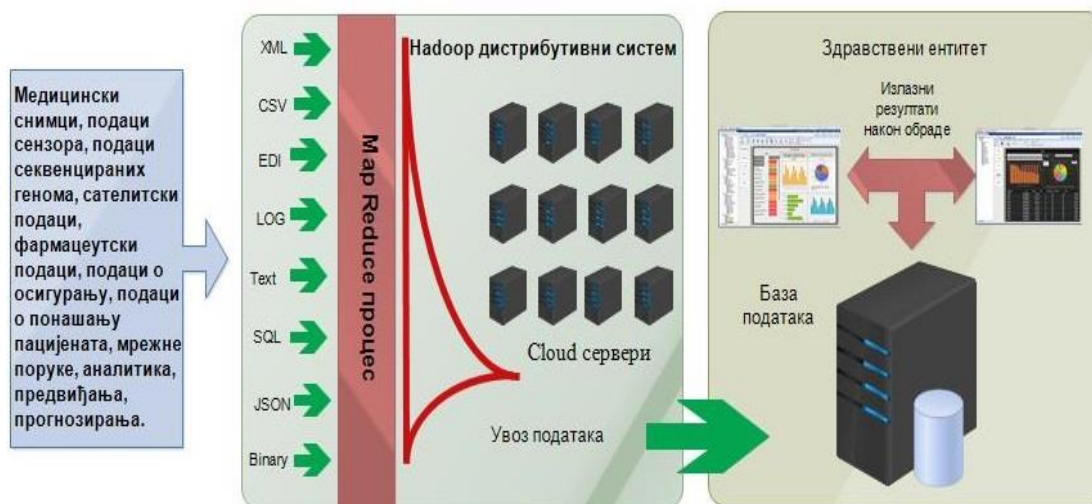 Медицински
снимци, подаци
сензора, подаци
секвенцираних
генома, сателитски
подаци,
фармацеутски
подаци, подаци о
осигурању, подаци
о понашању
пацијената, мрежне
поруке, аналитика,
предвиђања,
прогнозирања.
XML
CSV
EDI
LOG
Text
SQL
JSON
Binary
Мар Reduce процес
Hadoop дистрибутивни систем
Cloud сервери
Увоз података
Здравствени ентитет
Излазни
резултати
након обраде
База
података